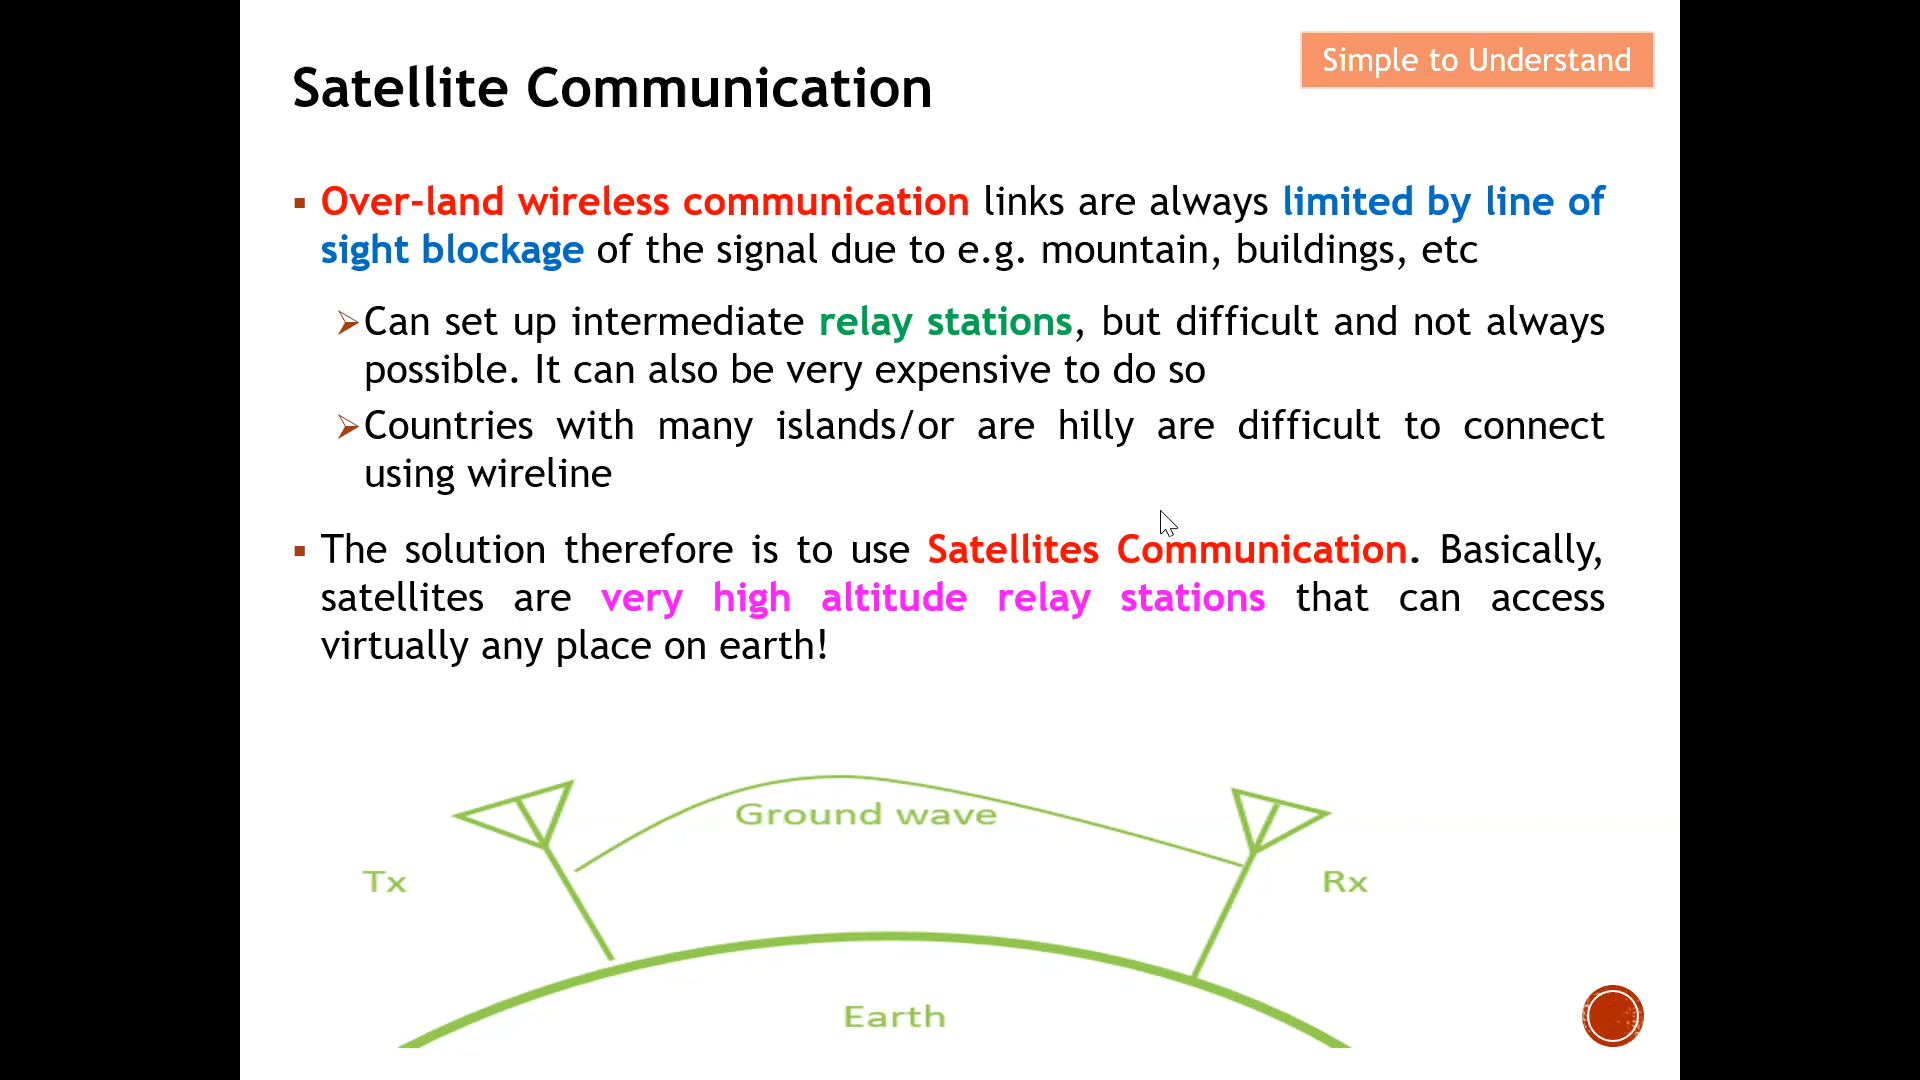 Simple to Understand
Satellite Communication
Over-land wireless communication links are always limited by line of
sight blockage of the signal due to e.g. mountain, buildings, etc
Can set up intermediate relay stations, but difficult and not always
possible. It can also be very expensive to do so
Countries with many islands/or are hilly are difficult to connect
using wireline
The solution therefore is to use Satellites Communication. Basically,
satellites are very high altitude relay stations that can access
virtually any place on earth!
Ground wave
Tx
Rx
Earth